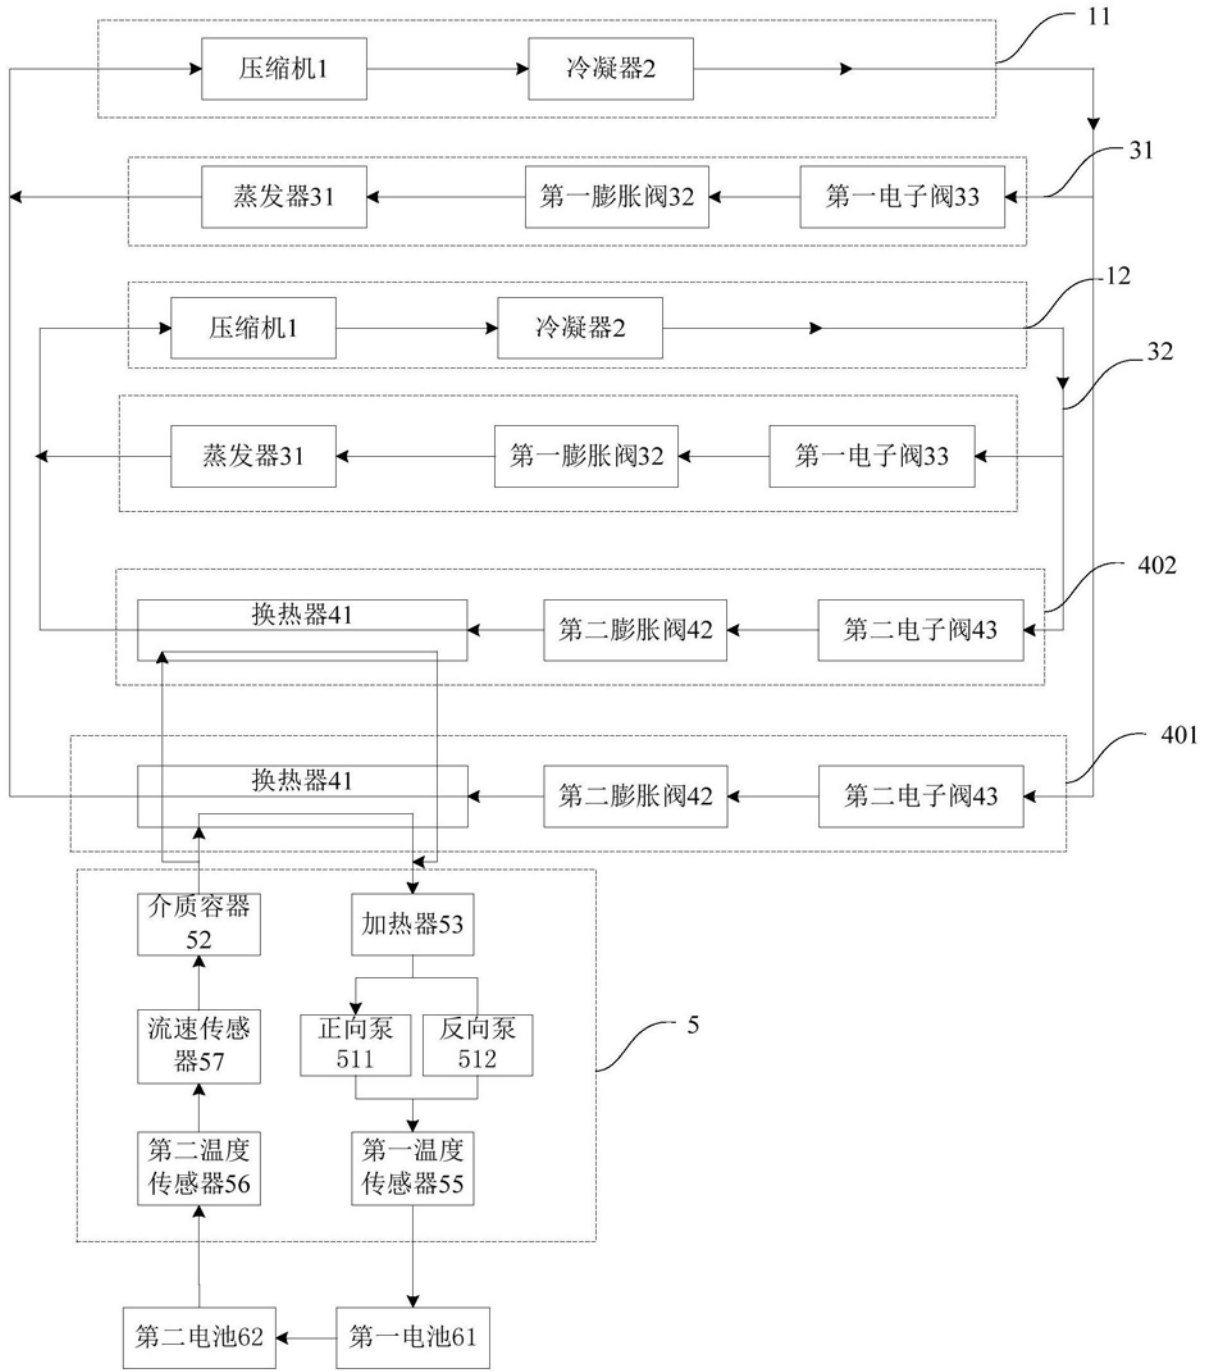 11
压缩机1
冷凝器2
31
蒸发器31
第一膨胀阀32
第一电子阀33
12
压缩机1
冷凝器2
32
蒸发器31
第一膨胀阀32
第一电子阀33
402
换热器41
第二膨胀阀42
第二电子阀43
401
换热器41
第二膨胀阀42
第二电子阀43
介质容器
52
加热器53
流速传感
器57
正向泵
511
反向泵
512
5
第二温度
传感器56
第一温度
传感器55
第二电池62
第一电池61